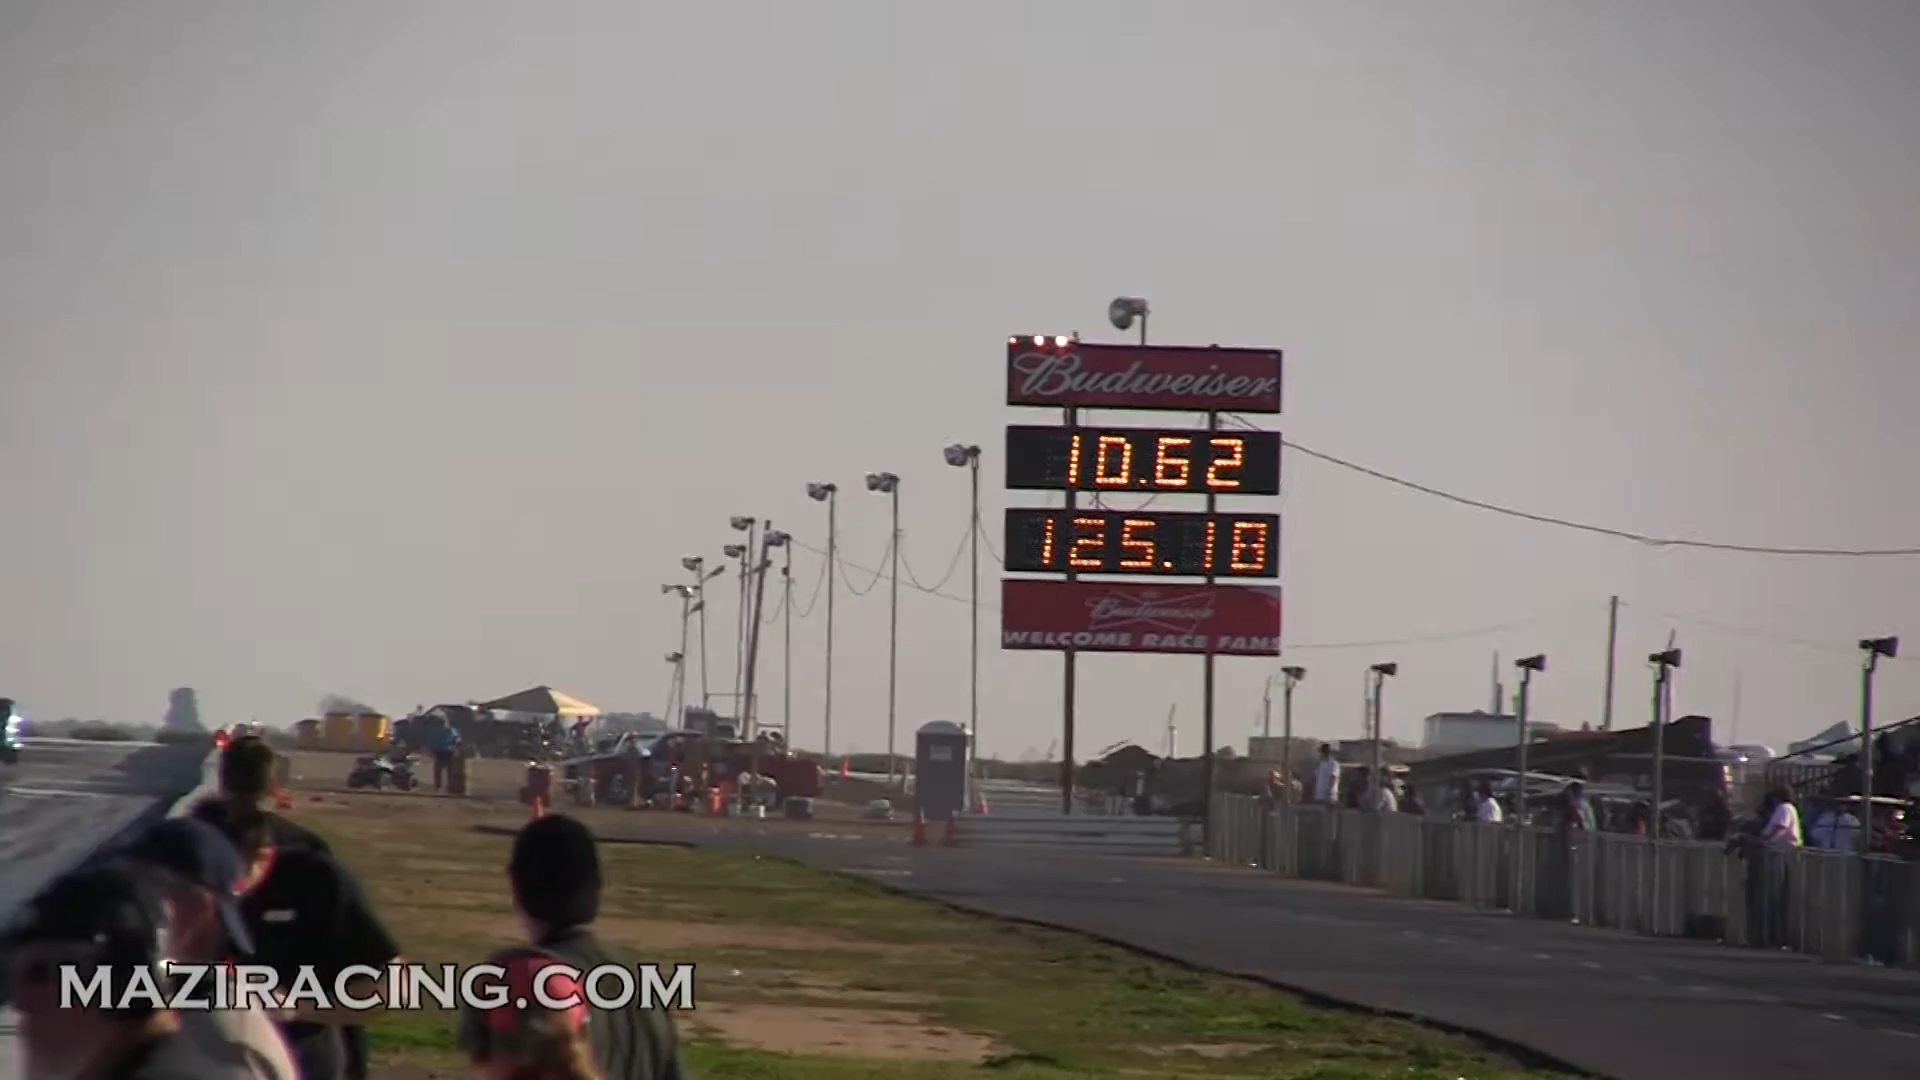 Budweiser
10.62
125.18
Budweiser
WELCOME RACE FANS
MAZIRACING.COM